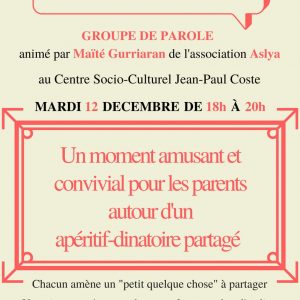 GROUPE DE PAROLE
animé par Maïté Gurriaran de l'association Aslya
au Centre Socio-Culturel Jean-Paul Coste
MARDI 12 DECEMBRE DE 18h À 20h
Un moment amusant et
convivial pour les parents
autour d'un
apéritif-dinatoire partagé
Chacun amène un "petit quelque chose" à partager